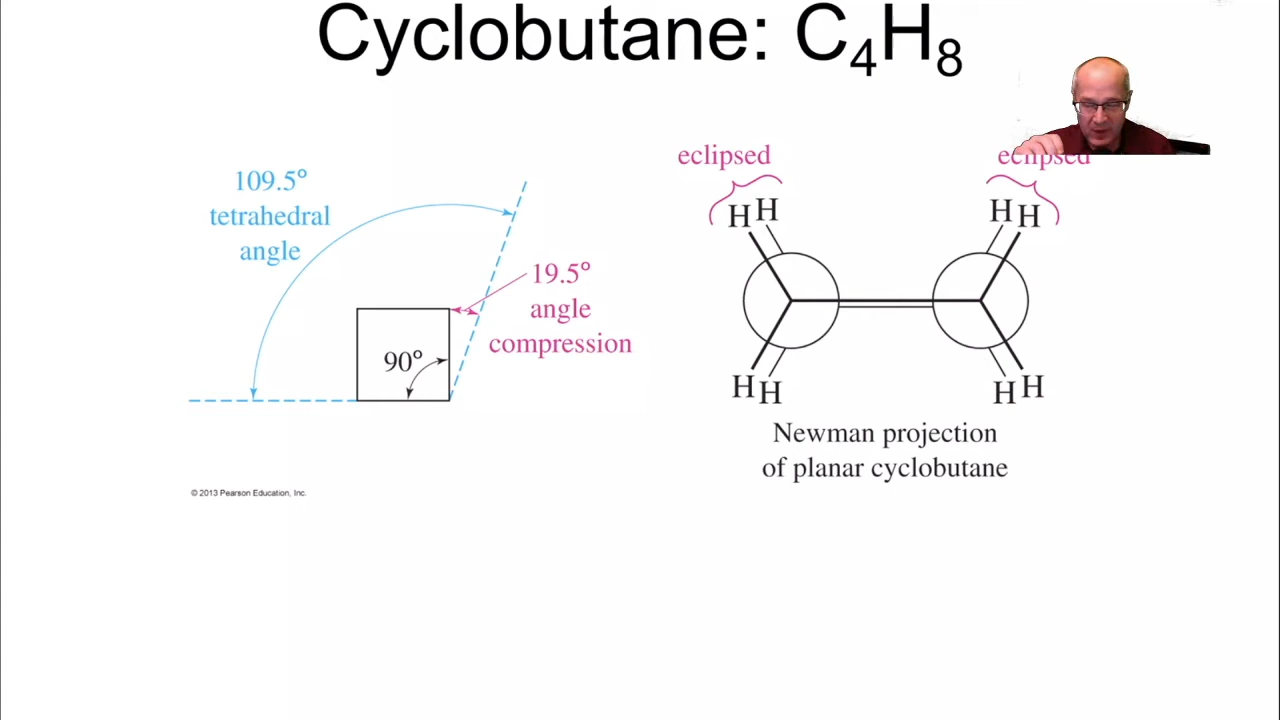 Cyclobutane: C₄H₈
109.5°
tetrahedral
angle
19.5°
angle
compression
90°
© 2013 Pearson Education, Inc.
eclipsed
eclipsed
H H
H H
H H
H H
Newman projection
of planar cyclobutane